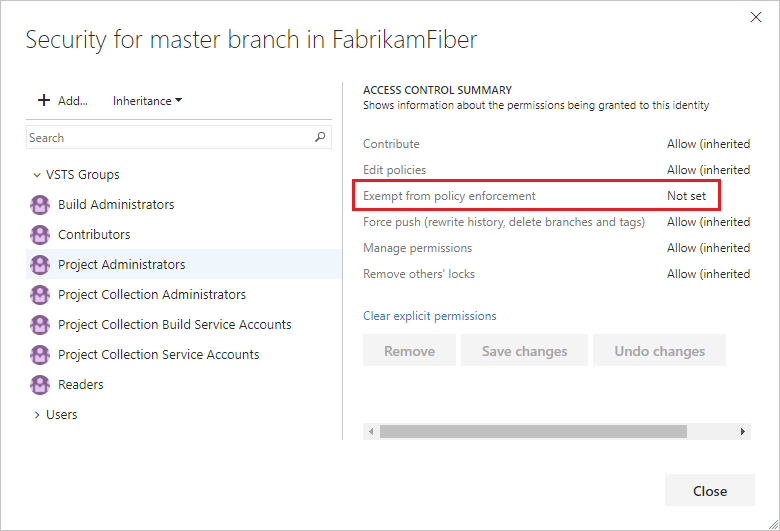 Security for master branch in FabrikamFiber
Add...
Inheritance
Search
VSTS Groups
Build Administrators
Contributors
Project Administrators
Project Collection Administrators
Project Collection Build Service Accounts
Project Collection Service Accounts
Readers
Users
ACCESS CONTROL SUMMARY
Shows information about the permissions being granted to this identity
Contribute Allow (inherited
Edit policies Allow (inherited
Exempt from policy enforcement Not set
Force push (rewrite history, delete branches and tags) Allow (inherited
Manage permissions Allow (inherited
Remove others' locks Allow (inherited
Clear explicit permissions
Remove Save changes Undo changes
Close